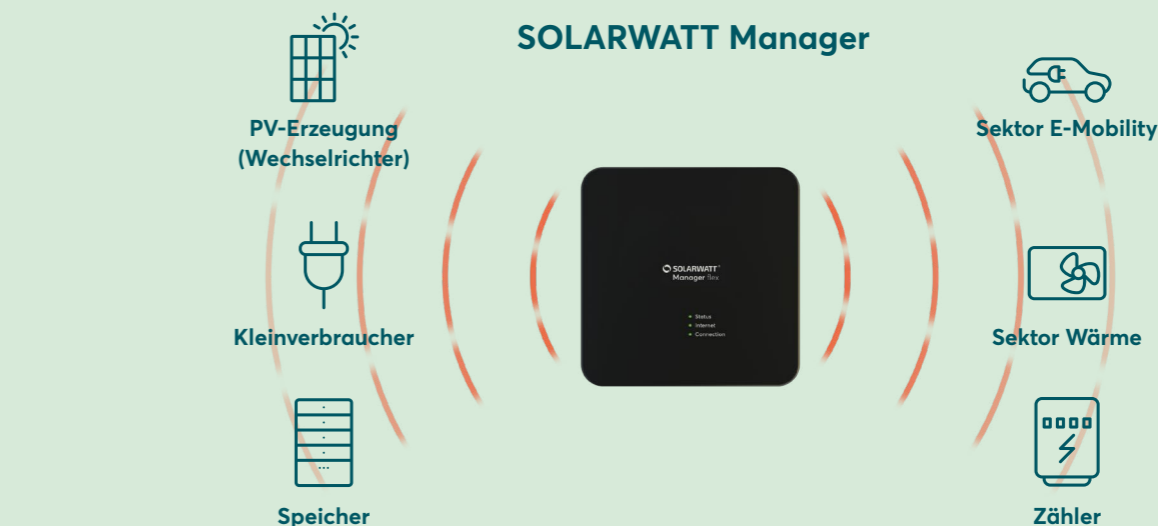 SOLARWATT Manager
PV-Erzeugung
(Wechselrichter)
Kleinverbraucher
Speicher
SOLARWATT
Manager flex
Status
Internet
Connection
Sektor E-Mobility
Sektor Wärme
Zähler